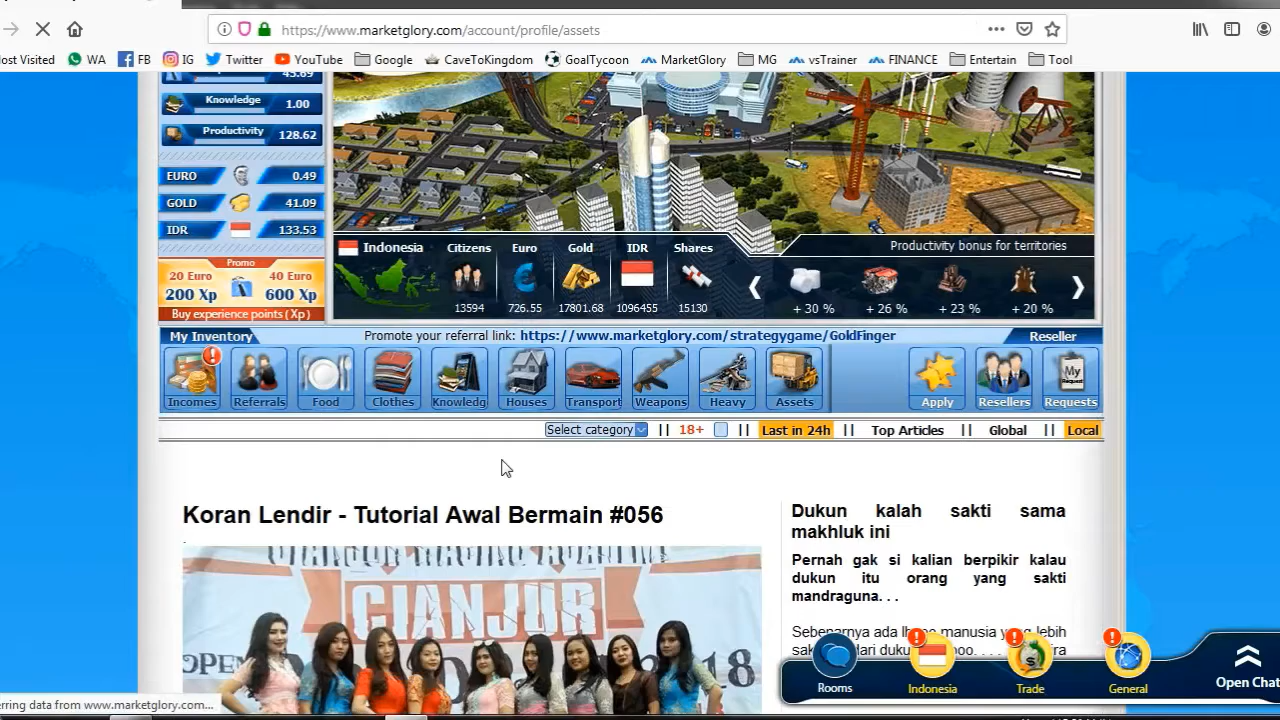 https://www.marketglory.com/account/profile/assets
ost Visited WA FB IG Twitter YouTube Google CaveToKingdom GoalTycoon MarketGlory MG vsTrainer FINANCE Entertain Tool
45.69
Knowledge 1.00
Productivity 128.62
EURO 0.49
GOLD 41.09
IDR 133.53
Promo
20 Euro 40 Euro
200 Xp 600 Xp
Buy experience points ( Xp )
Indonesia Citizens Euro Gold IDR Shares
13594 726.55 17801.68 1096455 15130
Productivity bonus for territories
+ 30 % + 26 % + 23 % + 20 %
My Inventory Promote your referral link: https://www.marketglory.com/strategygame/GoldFinger Reseller
Incomes Referrals Food Clothes Knowledg Houses Transport Weapons Heavy Assets Apply Resellers Requests
My Request
Select category || 18+ || Last in 24h || Top Articles || Global || Local
Koran Lendir - Tutorial Awal Bermain #056
CIANJUR
OPEN
18
Dukun kalah sakti sama
makhluk ini
Pernah gak si kalian berpikir kalau
dukun itu orang yang sakti
mandraguna. . .
Rooms Indonesia Trade General Open Chat
rring data from www.marketglory.com...